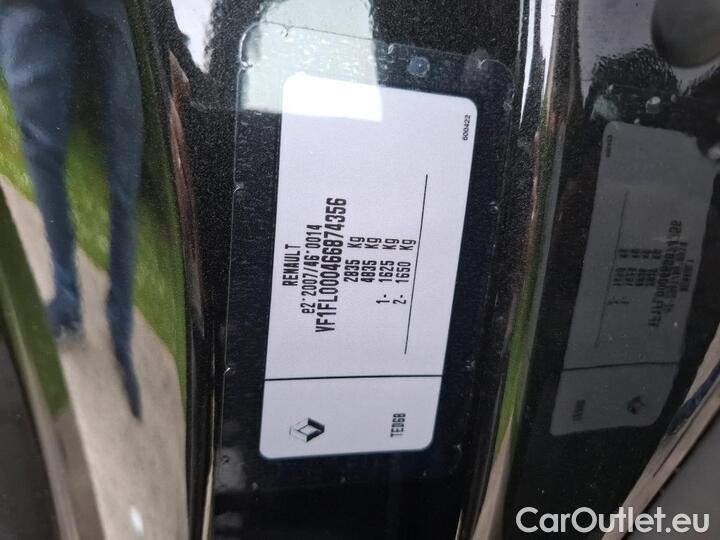 RENAULT
e2*2007/46*0014
VF1FL000466874356
2835 Kg
4835 Kg
1- 1625 Kg
2- 1650 Kg
TED6B
600422
CarOutlet.eu